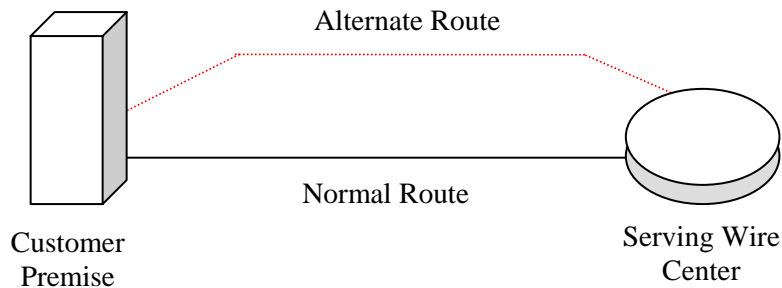 Alternate Route
Normal Route
Customer
Premise
Serving Wire
Center